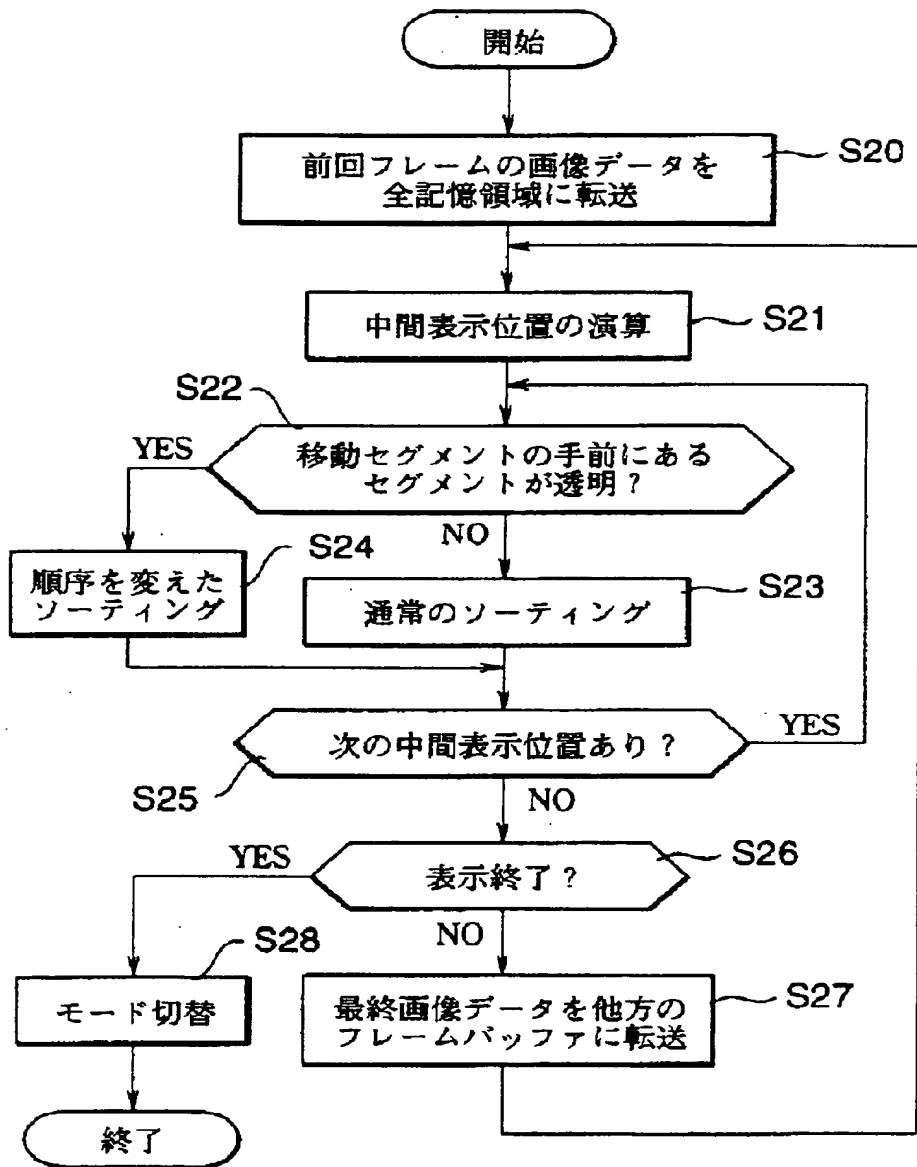 開始
前回フレームの画像データを
全記憶領域に転送
S20
中間表示位置の演算
S21
S22
移動セグメントの手前にある
セグメントが透明？
YES
NO
S24
順序を変えた
ソーティング
通常のソーティング
S23
次の中間表示位置あり？
YES
S25
NO
表示終了？
S26
YES
NO
S28
モード切替
最終画像データを他方の
フレームバッファに転送
S27
終了